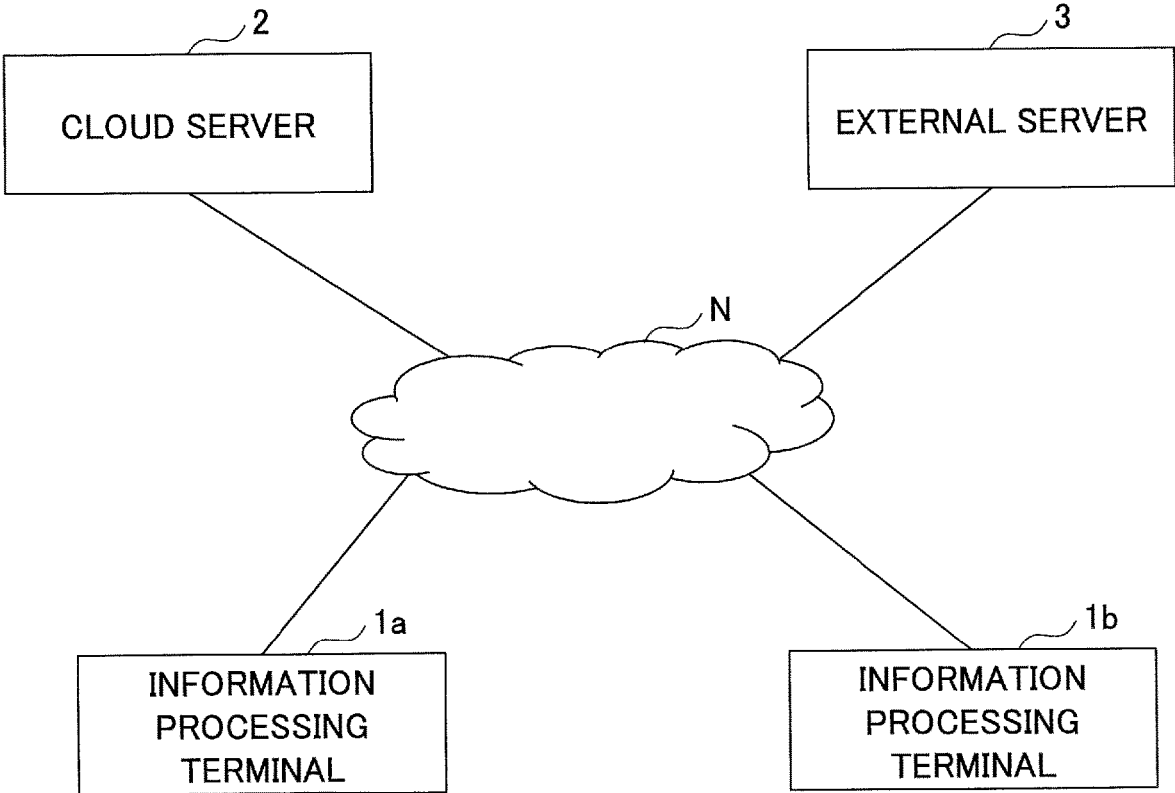 2
3
CLOUD SERVER
EXTERNAL SERVER
N
1a
1b
INFORMATION
PROCESSING
TERMINAL
INFORMATION
PROCESSING
TERMINAL